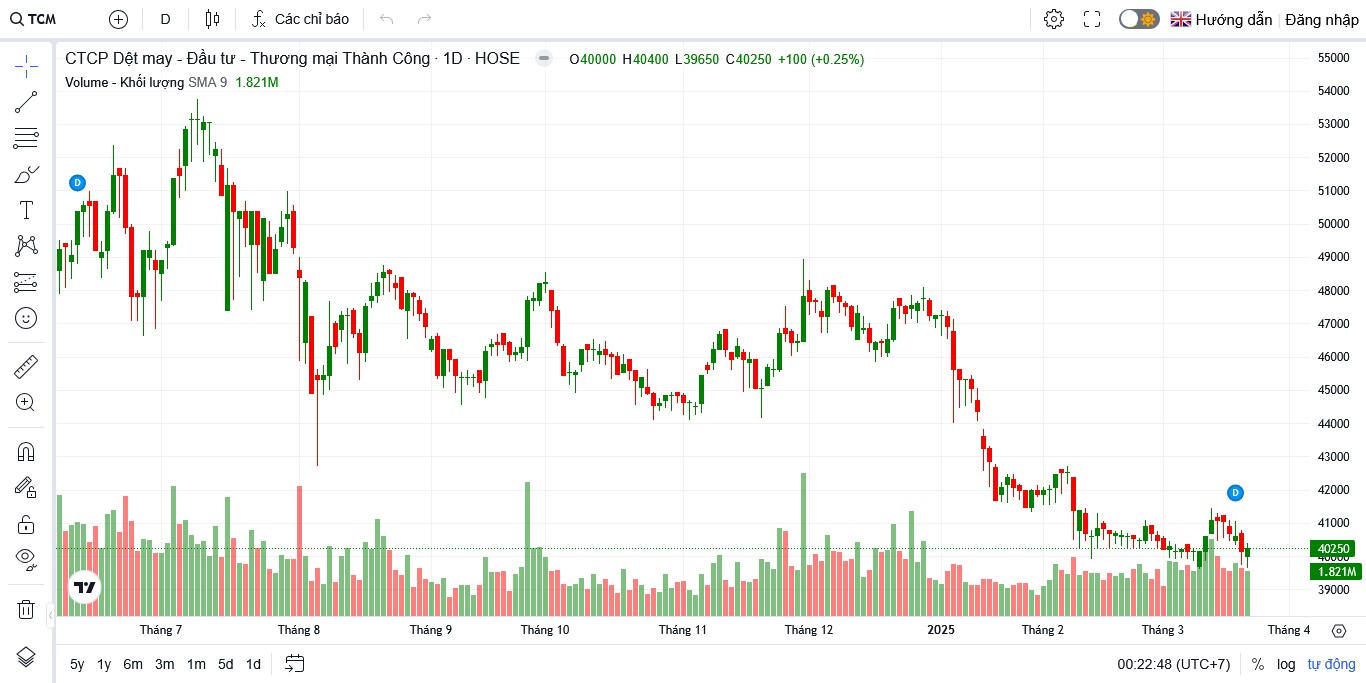 TCM D Các chỉ báo Hướng dẫn Đăng nhập
CTCP Dệt may - Đầu tư - Thương mại Thành Công · 1D · HOSE O40000 H40400 L39650 C40250 +100 (+0.25%)
Volume - Khối lượng SMA 9 1.821M
D
D
55000
54000
53000
52000
51000
50000
49000
48000
47000
46000
45000
44000
43000
42000
41000
40250
40000
1.821M
39000
Tháng 7 Tháng 8 Tháng 9 Tháng 10 Tháng 11 Tháng 12 2025 Tháng 2 Tháng 3 Tháng 4
5y 1y 6m 3m 1m 5d 1d 00:22:48 (UTC+7) % log tự động